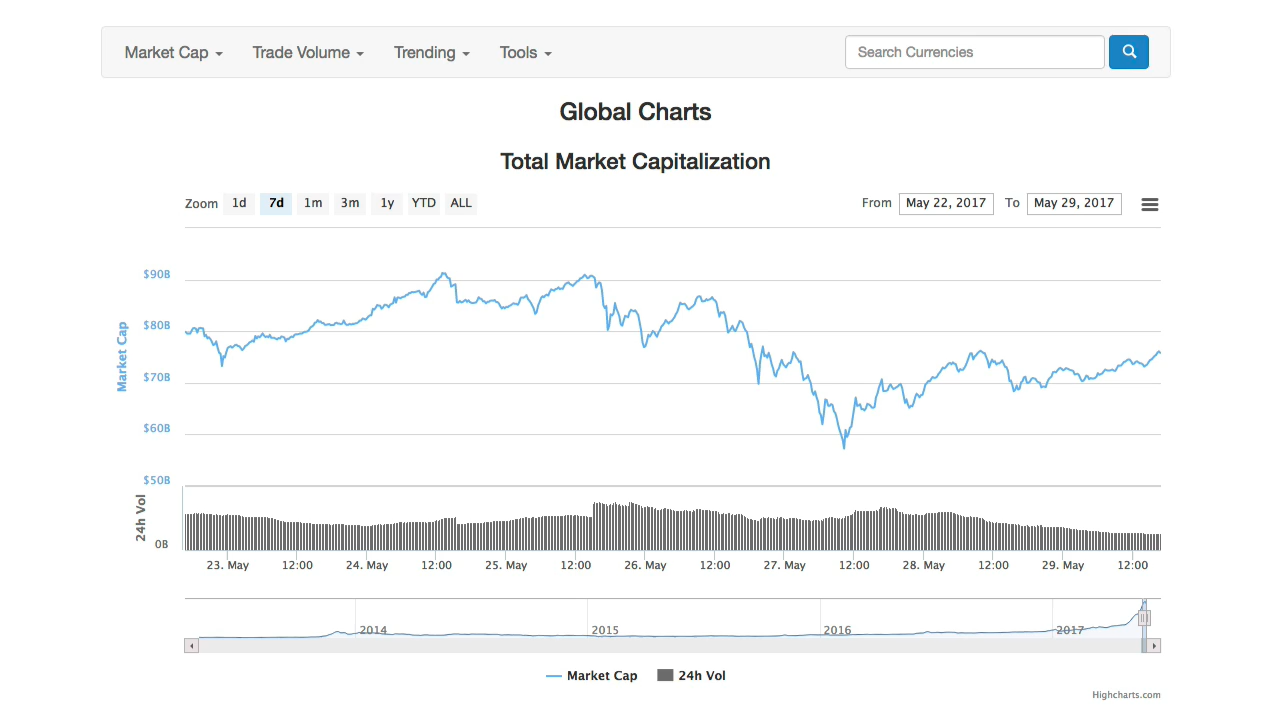 Market Cap Trade Volume Trending Tools Search Currencies
Global Charts
Total Market Capitalization
Zoom 1d 7d 1m 3m 1y YTD ALL From May 22, 2017 To May 29, 2017
$90B
$80B
$70B
$60B
$50B
Market Cap
24h Vol
0B
23. May 12:00 24. May 12:00 25. May 12:00 26. May 12:00 27. May 12:00 28. May 12:00 29. May 12:00
2014 2015 2016 2017
Market Cap 24h Vol
Highcharts.com